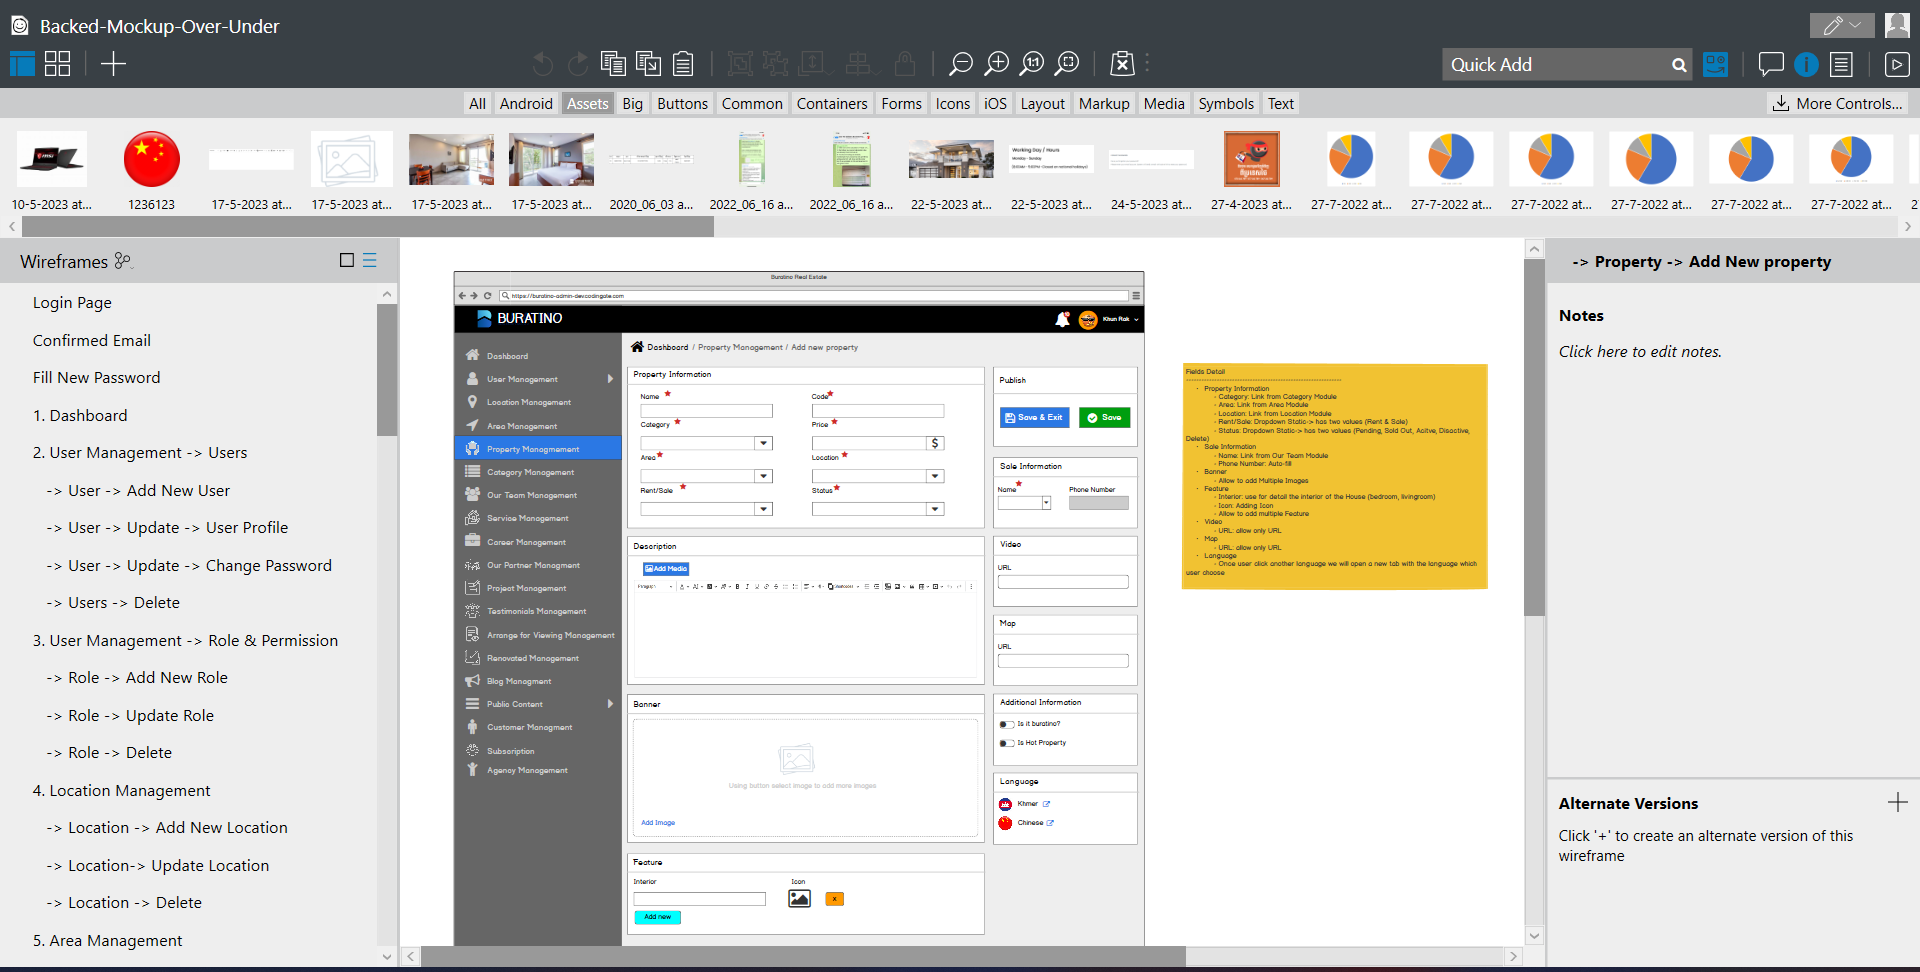 Backed-Mockup-Over-Under
Quick Add
All Android Assets Big Buttons Common Containers Forms Icons iOS Layout Markup Media Symbols Text
More Controls...
1:1
Working Day / Hours
Monday - Sunday
10-5-2023 at...
1236123
17-5-2023 at...
17-5-2023 at...
17-5-2023 at...
17-5-2023 at...
2020_06_03 a...
2022_06_16 a...
2022_06_16 a...
22-5-2023 at...
22-5-2023 at...
24-5-2023 at...
27-4-2023 at...
27-7-2022 at...
27-7-2022 at...
27-7-2022 at...
27-7-2022 at...
27-7-2022 at...
27-7-2022 at...
Wireframes
Login Page
Confirmed Email
Fill New Password
1. Dashboard
2. User Management -> Users
-> User -> Add New User
-> User -> Update -> User Profile
-> User -> Update -> Change Password
-> Users -> Delete
3. User Management -> Role & Permission
-> Role -> Add New Role
-> Role -> Update Role
-> Role -> Delete
4. Location Management
-> Location -> Add New Location
-> Location-> Update Location
-> Location -> Delete
5. Area Management
Buratino Real Estate
https://buratino-admin-dev.codingate.com
BURATINO
Khun Rok
Dashboard
User Management
Location Management
Area Management
Property Managmement
Category Management
Our Team Management
Service Management
Career Management
Our Partner Managment
Project Management
Testimonials Management
Arrange for Viewing Management
Renovated Management
Blog Managment
Public Content
Customer Managment
Subscription
Agency Management
Dashboard / Property Management / Add new property
Property Information
Name *
Code*
Category *
Price *
$
Area*
Location *
Rent/Sale *
Status*
Description
Add Media
Paragraph
Banner
Using button select image to add more images
Add Image
Feature
Interior
Icon
x
Add new
Publish
Save & Exit
Save
Sale Information
Name*
Phone Number
Video
URL
Map
URL
Additional Information
Is it buratino?
Is Hot Property
Language
Khmer
Chinese
Fields Detail
- Property Information
- Category: Link from Category Module
- Area: Link from Area Module
- Location: Link from Location Module
- Rent/Sale: Dropdown Static-> has two values (Rent & Sale)
- Status: Dropdown Static-> has two values (Pending, Sold Out, Acitve, Disactive,
Delete)
- Sale Information
- Name: Link from Our Team Module
- Phone Number: Auto-fill
- Banner
- Allow to add Multiple Images
- Feature
- Interior: use for detail the interior of the House (bedroom, livingroom)
- Icon: Adding Icon
- Allow to add multiple Feature
- Video
- URL: allow only URL
- Map
- URL: allow only URL
- Language
- Once user click another language we will open a new tab with the language which
user choose
-> Property -> Add New property
Notes
Click here to edit notes.
Alternate Versions
Click '+' to create an alternate version of this
wireframe